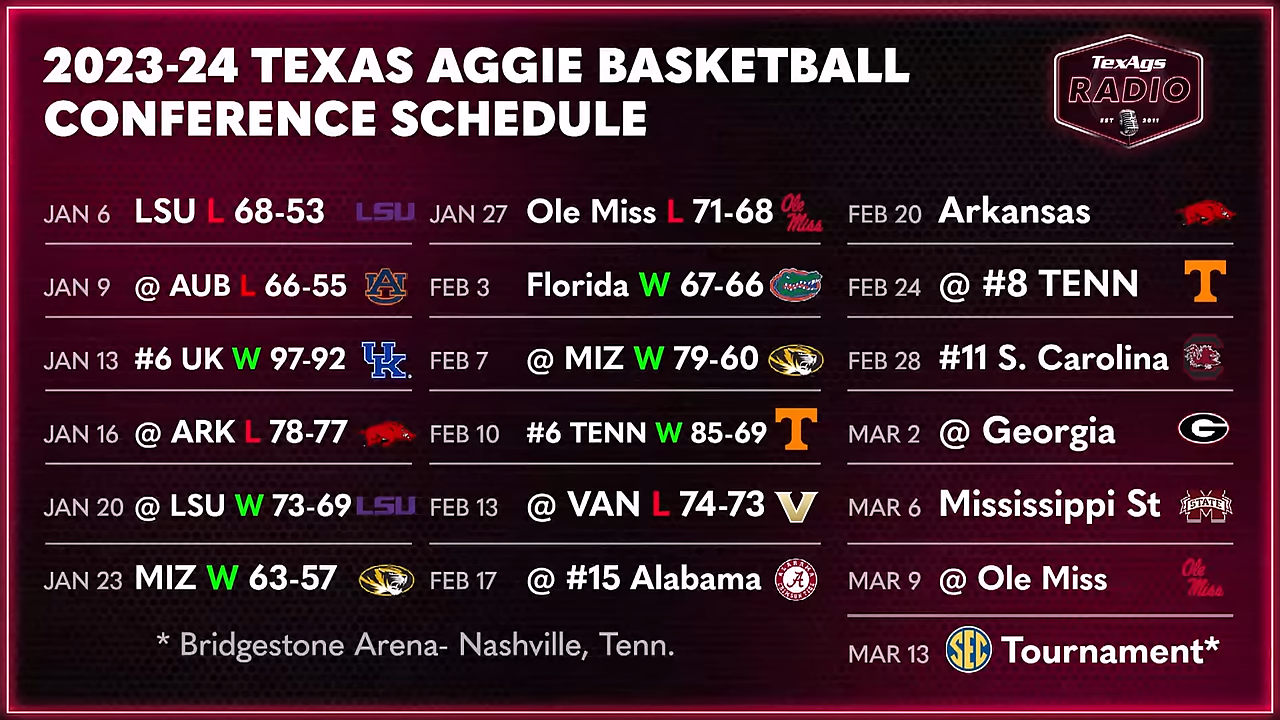 2023-24 TEXAS AGGIE BASKETBALL
CONFERENCE SCHEDULE
TexAgs
RADIO
EST 2011
JAN 6 LSU L 68-53 LSU
JAN 9 @ AUB L 66-55 AU
JAN 13 #6 UK W 97-92 UK
JAN 16 @ ARK L 78-77
JAN 20 @ LSU W 73-69 LSU
JAN 23 MIZ W 63-57
JAN 27 Ole Miss L 71-68 Ole Miss
FEB 3 Florida W 67-66
FEB 7 @ MIZ W 79-60
FEB 10 #6 TENN W 85-69 T
FEB 13 @ VAN L 74-73 V
FEB 17 @ #15 Alabama A
FEB 20 Arkansas
FEB 24 @ #8 TENN T
FEB 28 #11 S. Carolina
MAR 2 @ Georgia G
MAR 6 Mississippi St STATE
MAR 9 @ Ole Miss Ole Miss
MAR 13 SEC Tournament*
* Bridgestone Arena- Nashville, Tenn.